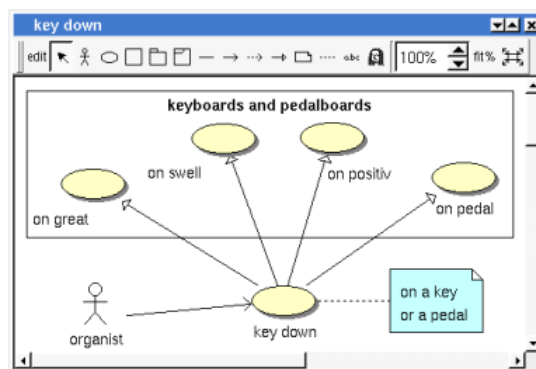 key down
edit
abc
100%
fit%
keyboards and pedalboards
on swell
on positiv
on great
on pedal
on a key
or a pedal
organist
key down